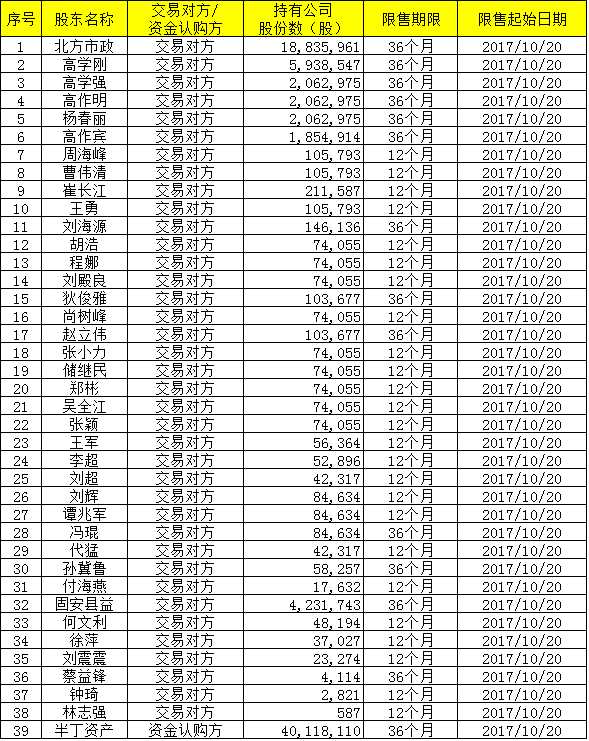 序号 股东名称 交易对方/资金认购方 持有公司股份数（股） 限售期限 限售起始日期
1 北方市政 交易对方 18,835,961 36个月 2017/10/20
2 高学刚 交易对方 5,938,547 36个月 2017/10/20
3 高学强 交易对方 2,062,975 36个月 2017/10/20
4 高作明 交易对方 2,062,975 36个月 2017/10/20
5 杨春丽 交易对方 2,062,975 36个月 2017/10/20
6 高作宾 交易对方 1,854,914 36个月 2017/10/20
7 周海峰 交易对方 105,793 12个月 2017/10/20
8 曹伟清 交易对方 105,793 12个月 2017/10/20
9 崔长江 交易对方 211,587 12个月 2017/10/20
10 王勇 交易对方 105,793 12个月 2017/10/20
11 刘海源 交易对方 146,136 36个月 2017/10/20
12 胡浩 交易对方 74,055 12个月 2017/10/20
13 程娜 交易对方 74,055 12个月 2017/10/20
14 刘殿良 交易对方 74,055 12个月 2017/10/20
15 狄俊雅 交易对方 103,677 36个月 2017/10/20
16 尚树峰 交易对方 74,055 12个月 2017/10/20
17 赵立伟 交易对方 103,677 36个月 2017/10/20
18 张小力 交易对方 74,055 12个月 2017/10/20
19 储继民 交易对方 74,055 12个月 2017/10/20
20 郑彬 交易对方 74,055 12个月 2017/10/20
21 吴全江 交易对方 74,055 12个月 2017/10/20
22 张颖 交易对方 74,055 12个月 2017/10/20
23 王军 交易对方 56,364 12个月 2017/10/20
24 李超 交易对方 52,896 12个月 2017/10/20
25 刘超 交易对方 42,317 12个月 2017/10/20
26 刘辉 交易对方 84,634 12个月 2017/10/20
27 谭兆军 交易对方 84,634 12个月 2017/10/20
28 冯琨 交易对方 84,634 36个月 2017/10/20
29 代猛 交易对方 42,317 12个月 2017/10/20
30 孙冀鲁 交易对方 58,257 36个月 2017/10/20
31 付海燕 交易对方 17,632 12个月 2017/10/20
32 固安县益 交易对方 4,231,743 36个月 2017/10/20
33 何文利 交易对方 48,194 12个月 2017/10/20
34 徐萍 交易对方 37,027 12个月 2017/10/20
35 刘震震 交易对方 23,274 12个月 2017/10/20
36 蔡益锋 交易对方 4,114 36个月 2017/10/20
37 钟琦 交易对方 2,821 12个月 2017/10/20
38 林志强 交易对方 587 12个月 2017/10/20
39 半丁资产 资金认购方 40,118,110 36个月 2017/10/20